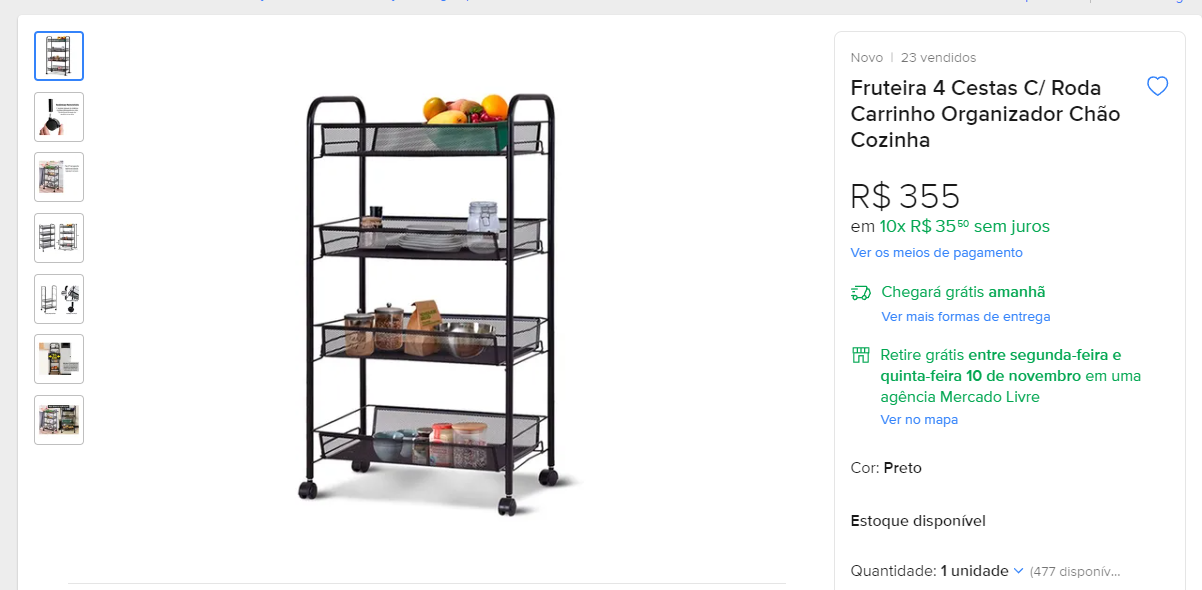 Novo | 23 vendidos
Fruteira 4 Cestas C/ Roda
Carrinho Organizador Chão
Cozinha
R$ 355
em 10x R$ 35⁵⁰ sem juros
Ver os meios de pagamento
Chegará grátis amanhã
Ver mais formas de entrega
Retire grátis entre segunda-feira e
quinta-feira 10 de novembro em uma
agência Mercado Livre
Ver no mapa
Cor: Preto
Estoque disponível
Quantidade: 1 unidade (477 disponív...